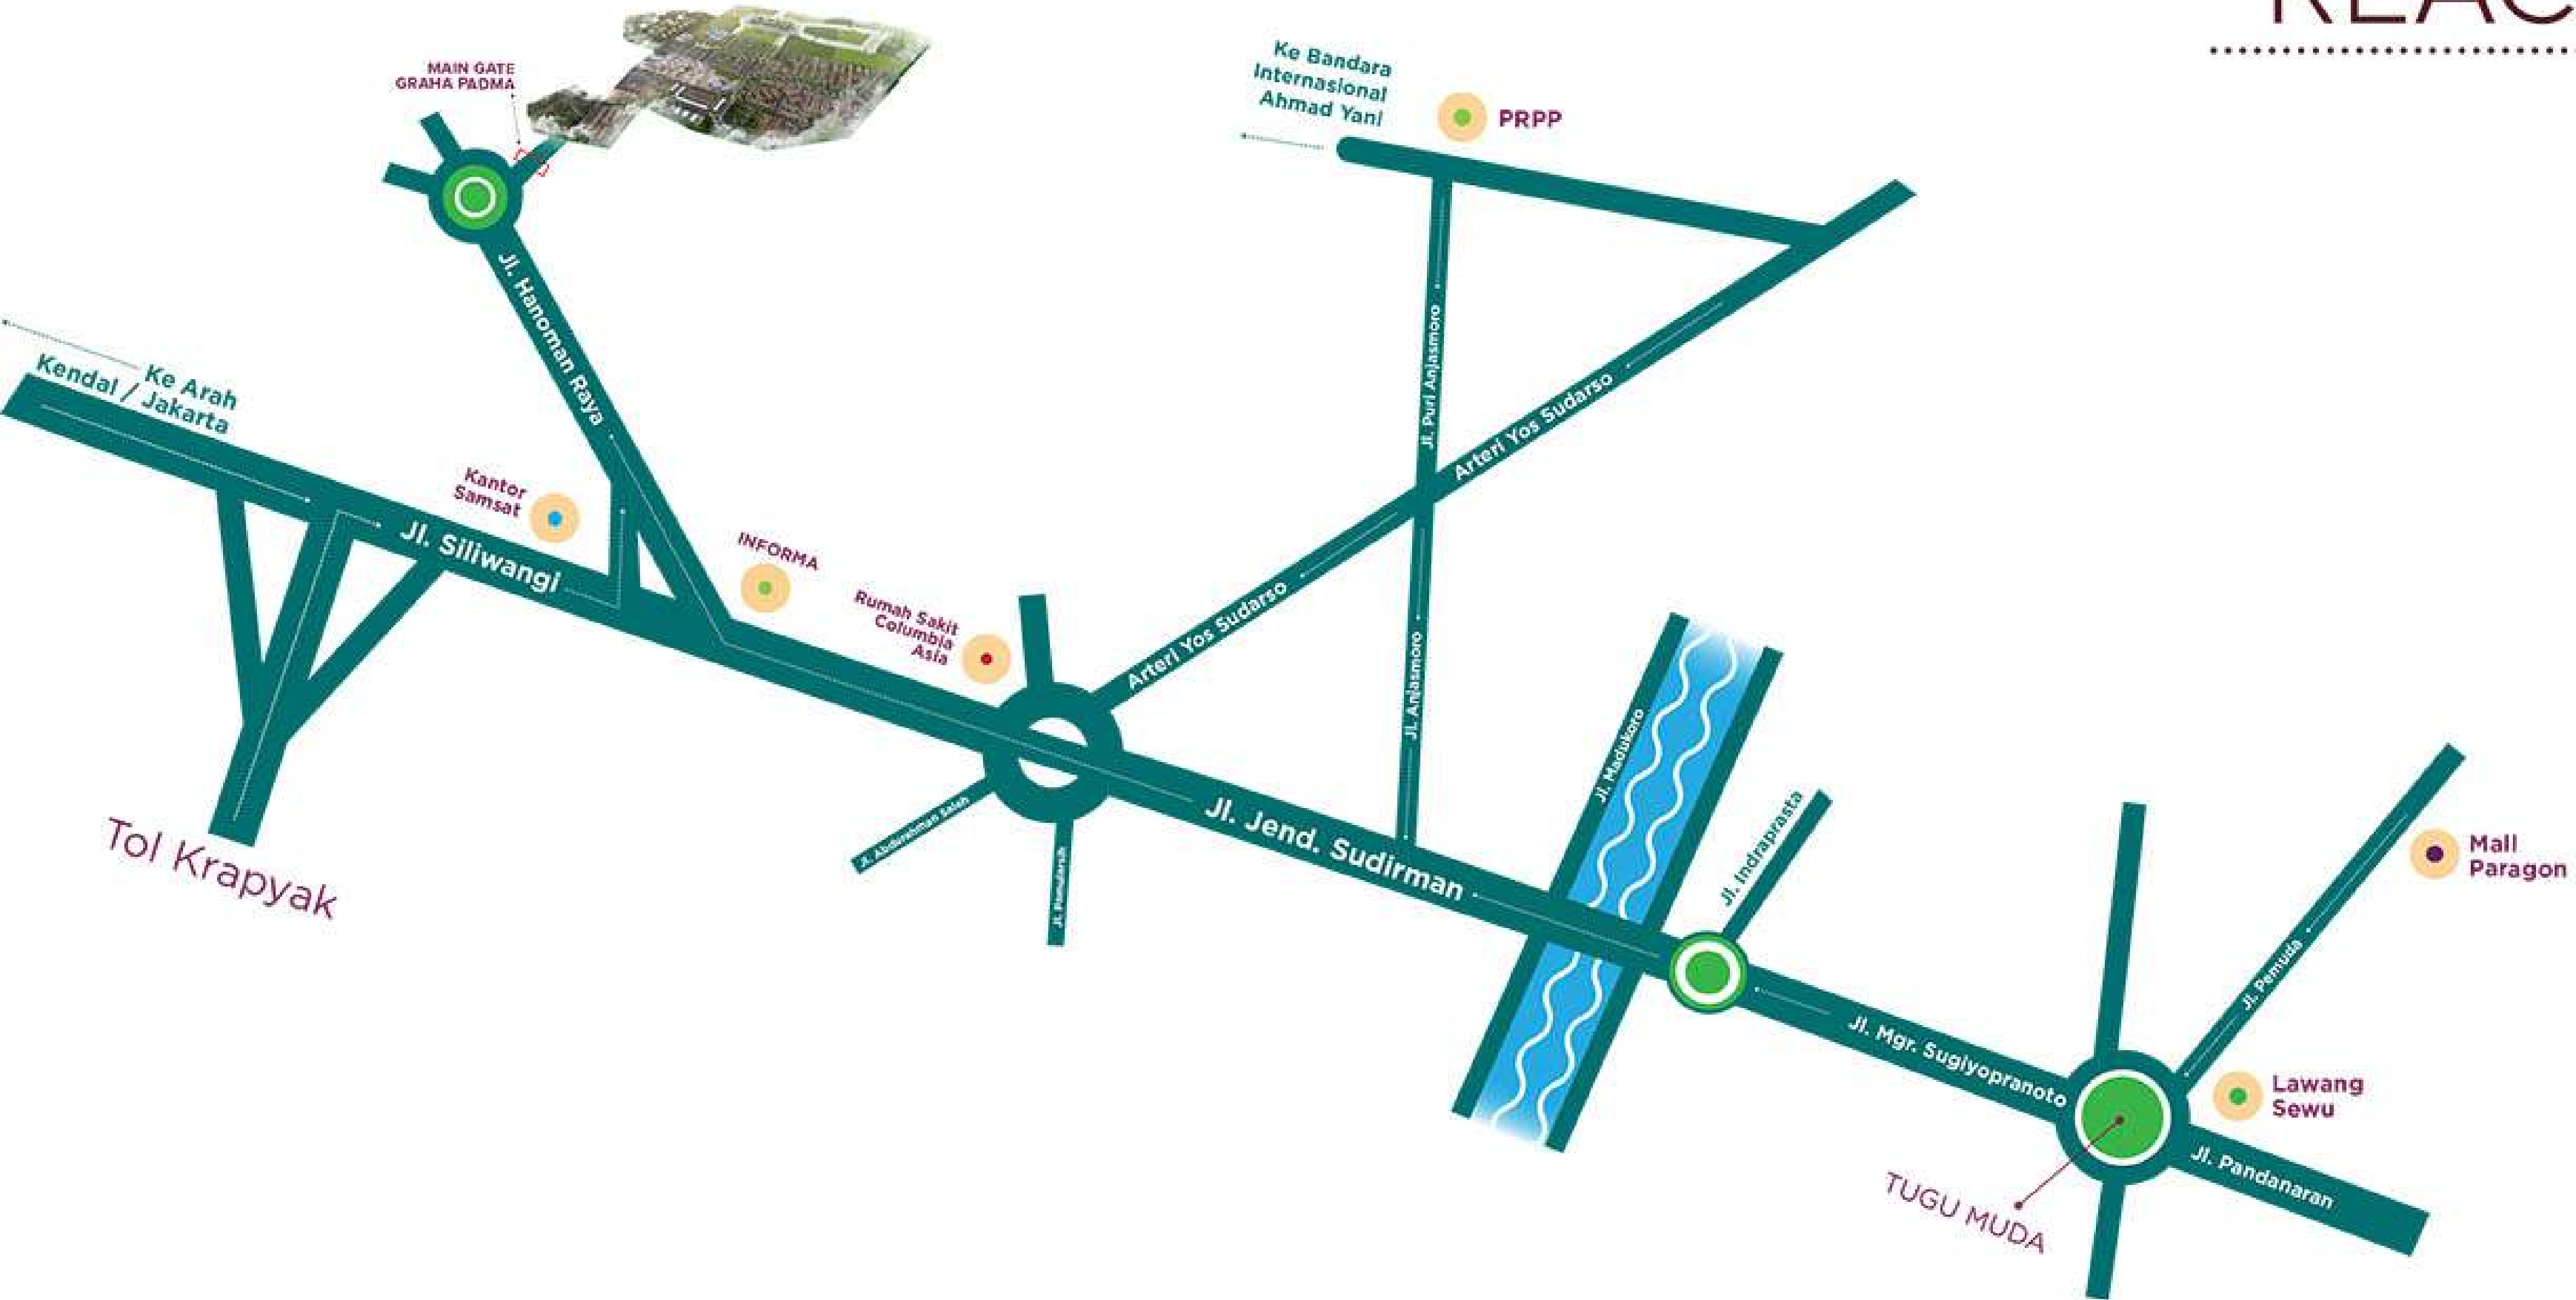 MAIN GATE
GRAHA PADMA
Ke Bandara
Internasional
Ahmad Yani
PRPP
Jl. Hanoman Raya
Ke Arah
Kendal / Jakarta
Kantor
Samsat
Jl. Siliwangi
INFORMA
Rumah Sakit
Columbia
Asia
Jl. Puri Anjasmoro
Arteri Yos Sudarso
Arteri Yos Sudarso
Jl. Anjasmoro
Tol Krapyak
Jl. Abdurahman Saleh
Jl. Pamularsih
Jl. Jend. Sudirman
Jl. Madukoro
Jl. Indraprasta
Mall
Paragon
Jl. Pemuda
Jl. Mgr. Sugiyopranoto
Lawang
Sewu
Jl. Pandanaran
TUGU MUDA